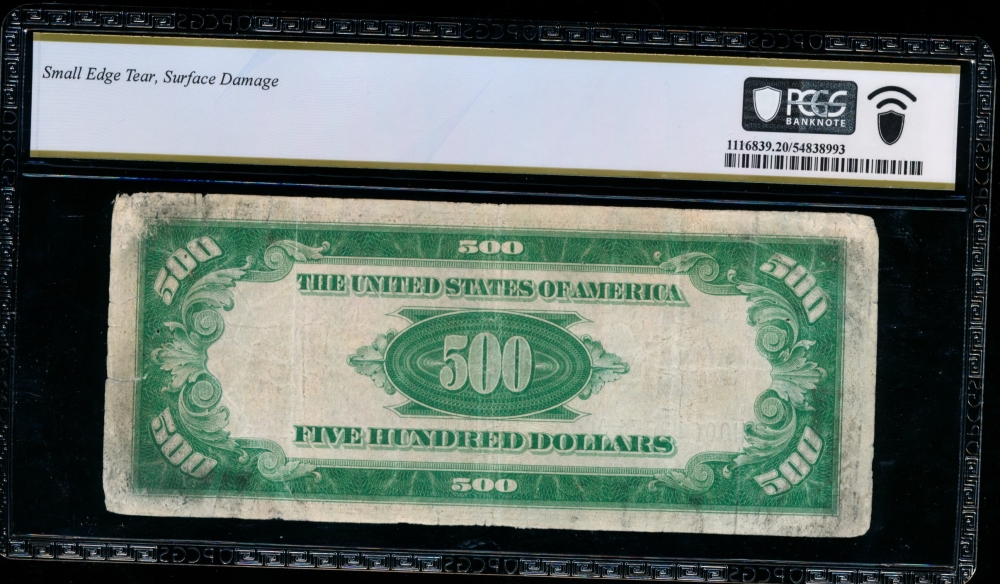 Small Edge Tear, Surface Damage
PCGS
BANKNOTE
1116839.20/54838993
500
500 500
THE UNITED STATES OF AMERICA
500
FIVE HUNDRED DOLLARS
500 500
500